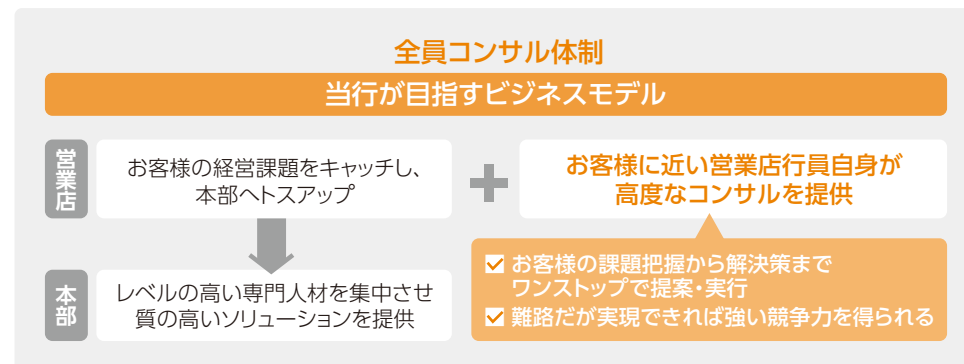 全員コンサル体制
当行が目指すビジネスモデル
営業店
お客様の経営課題をキャッチし、
本部へトスアップ
お客様に近い営業店行員自身が
高度なコンサルを提供
本部
レベルの高い専門人材を集中させ
質の高いソリューションを提供
お客様の課題把握から解決策まで
ワンストップで提案・実行
難路だが実現できれば強い競争力を得られる